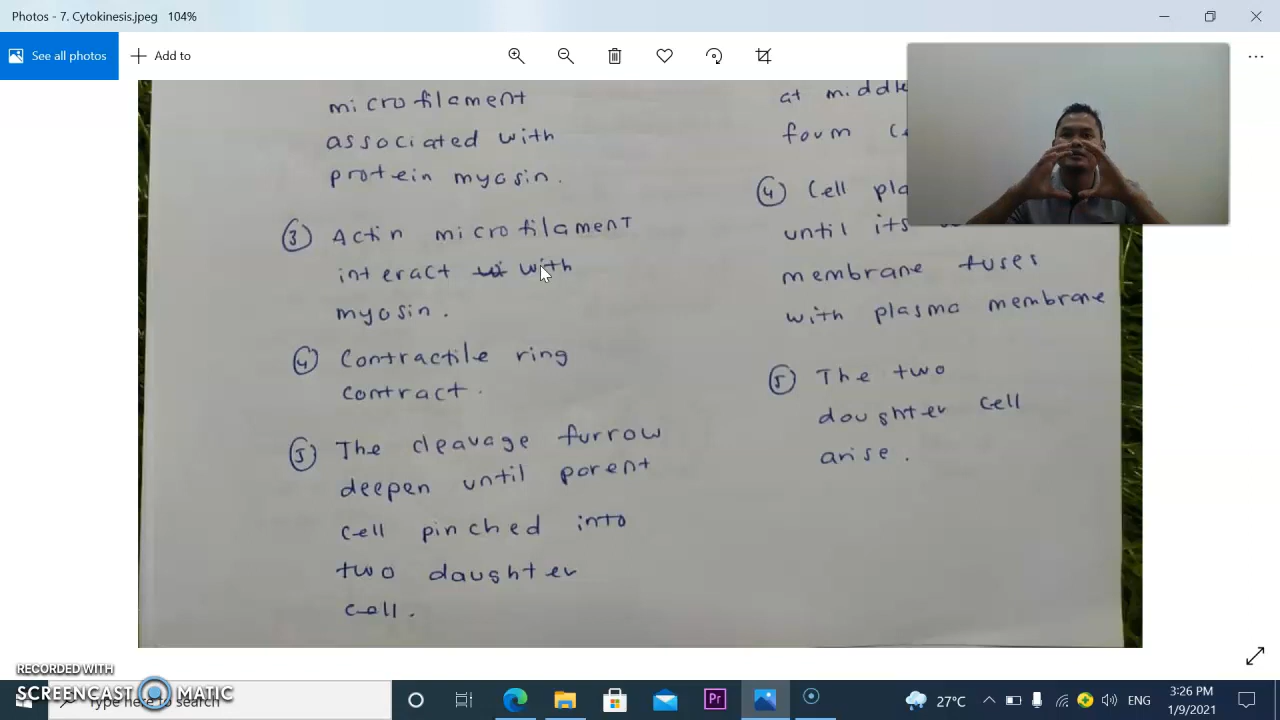 Photos - 7. Cytokinesis.jpeg 104%
See all photos
Add to
microfilament
associated with
protein myosin.
③ Actin microfilament
interact with
myosin.
④ Contractile ring
contract.
⑤ The cleavage furrow
deepen until parent
cell pinched into
two daughter
cell.
at middle
form
④ Cell
until its
membrane fuses
with plasma membrane
⑤ The two
daughter cell
arise.
RECORDED WITH
SCREENCAST MATIC
Type here to search
Pr
27°C
ENG
3:26 PM
1/9/2021